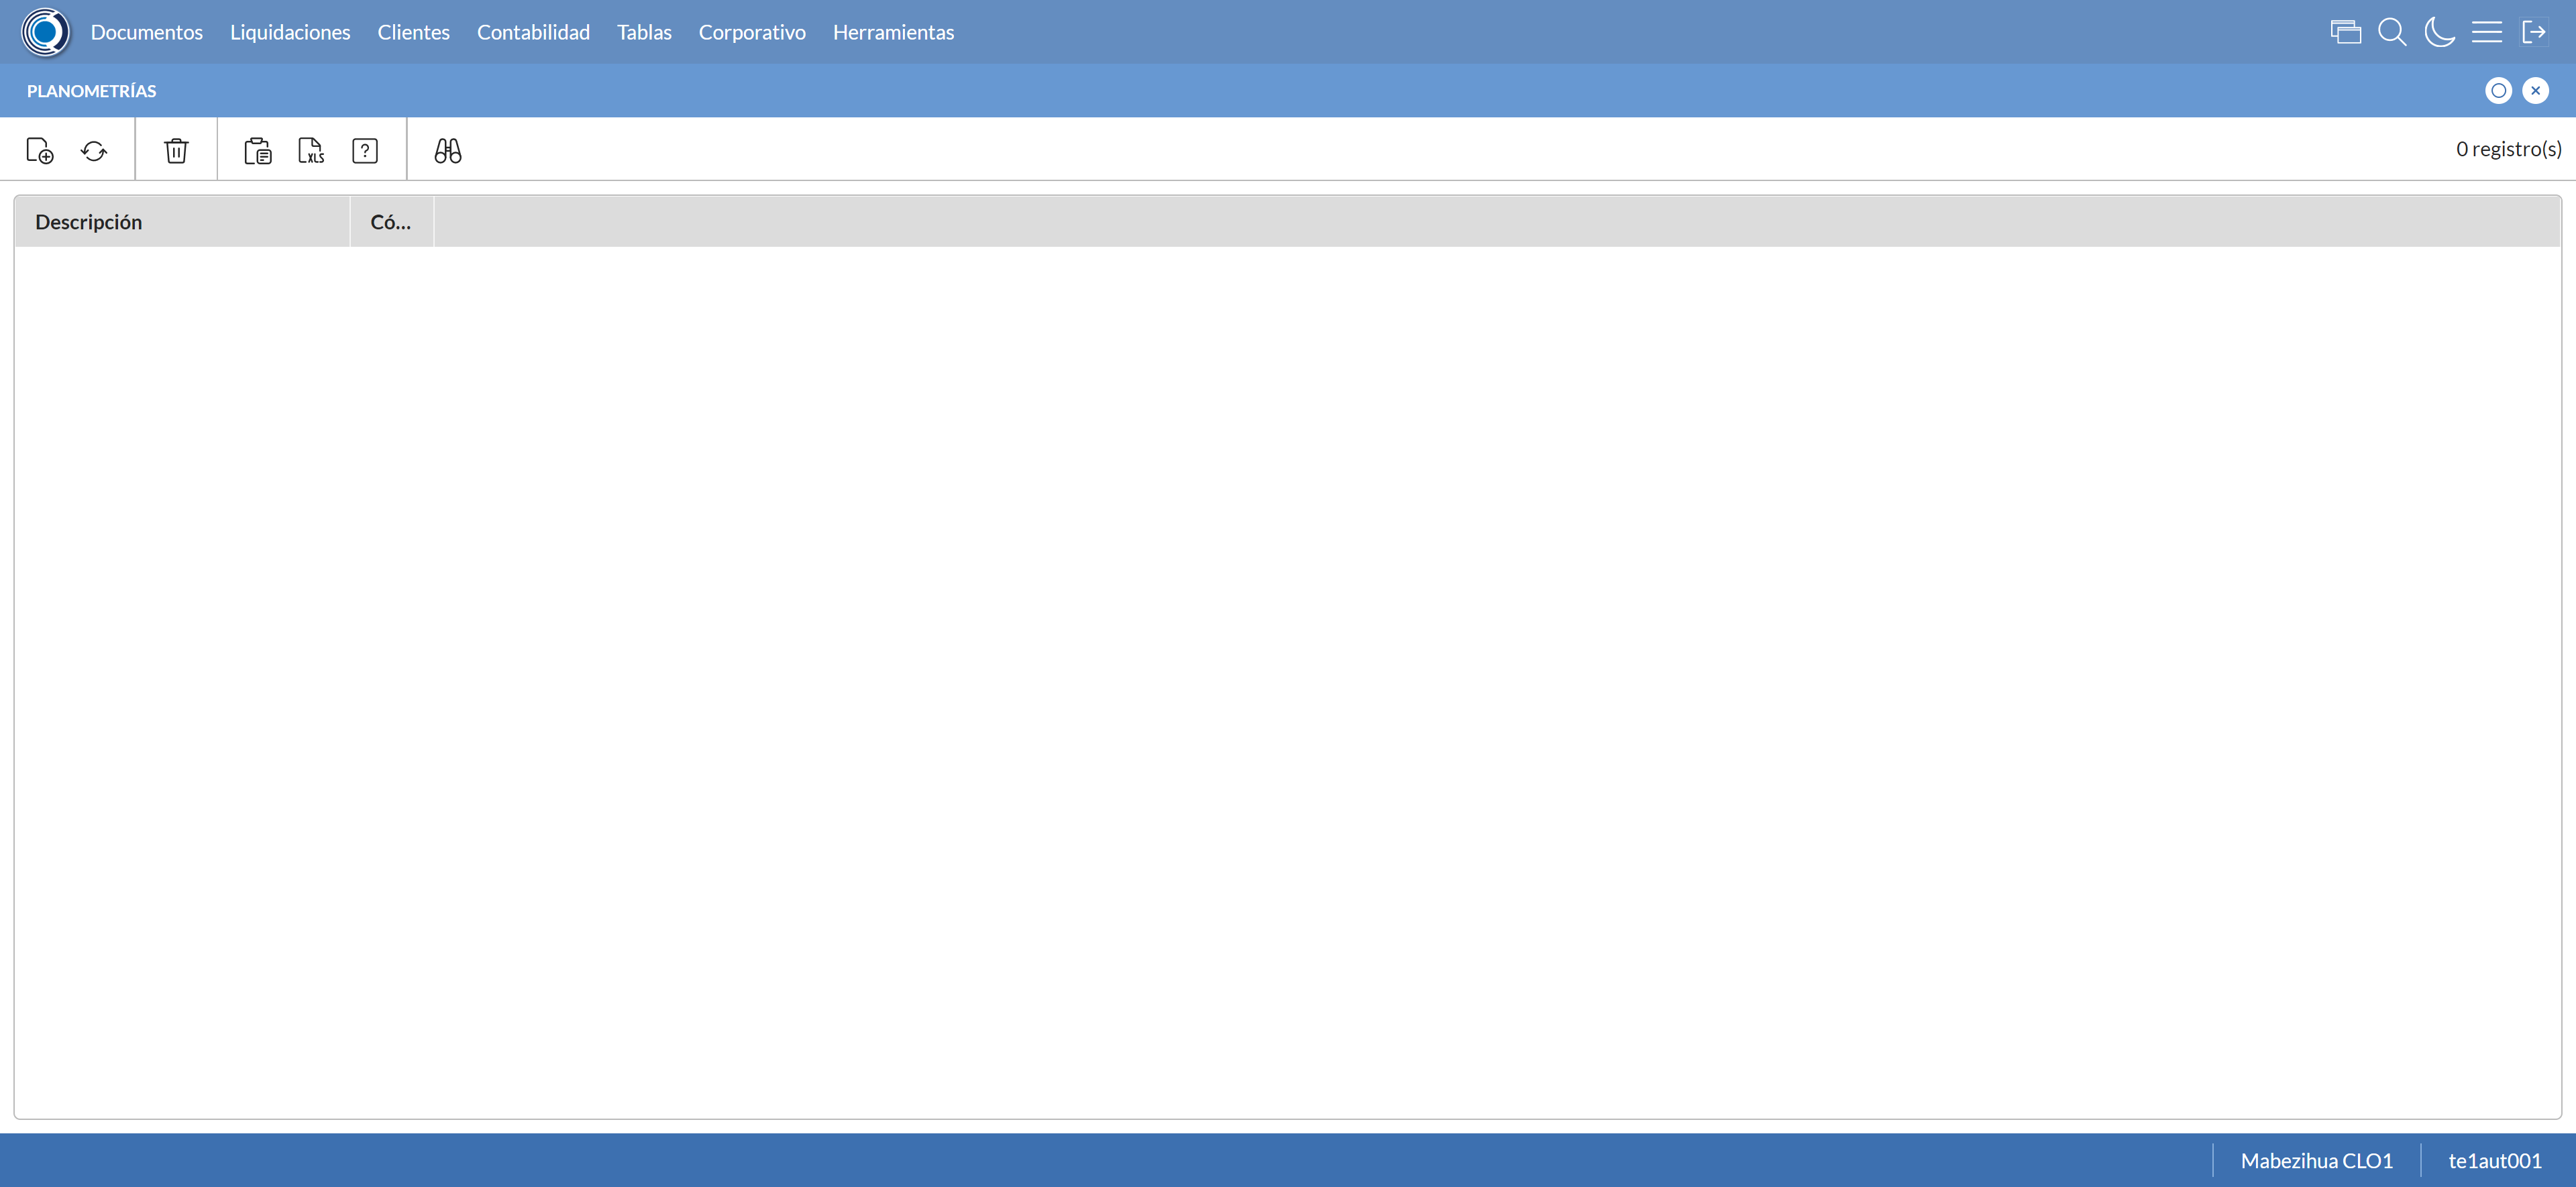 Documentos Liquidaciones Clientes Contabilidad Tablas Corporativo Herramientas
PLANOMETRÍAS
XLS ? 0 registro(s)
Descripción Có...
Mabezihua CLO1 te1aut001